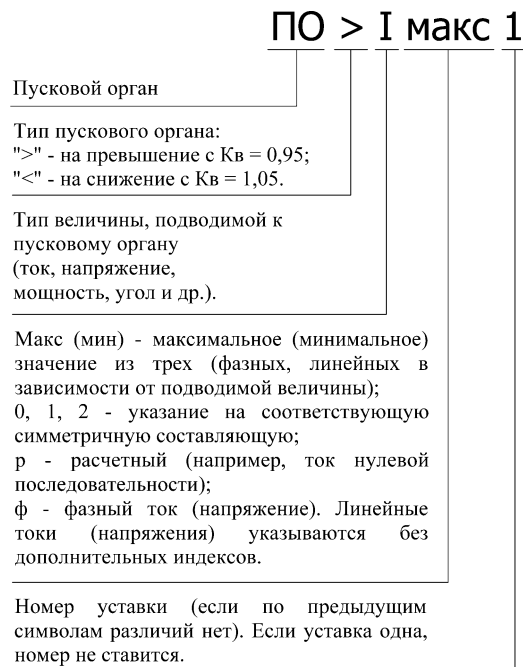 ПО > I макс 1
Пусковой орган
Тип пускового органа:
">" - на превышение с Кв = 0,95;
"<" - на снижение с Кв = 1,05.
Тип величины, подводимой к
пусковому органу
(ток, напряжение,
мощность, угол и др.).
Макс (мин) - максимальное (минимальное)
значение из трех (фазных, линейных в
зависимости от подводимой величины);
0, 1, 2 - указание на соответствующую
симметричную составляющую;
р - расчетный (например, ток нулевой
последовательности);
ф - фазный ток (напряжение). Линейные
токи (напряжения) указываются без
дополнительных индексов.
Номер уставки (если по предыдущим
символам различий нет). Если уставка одна,
номер не ставится.